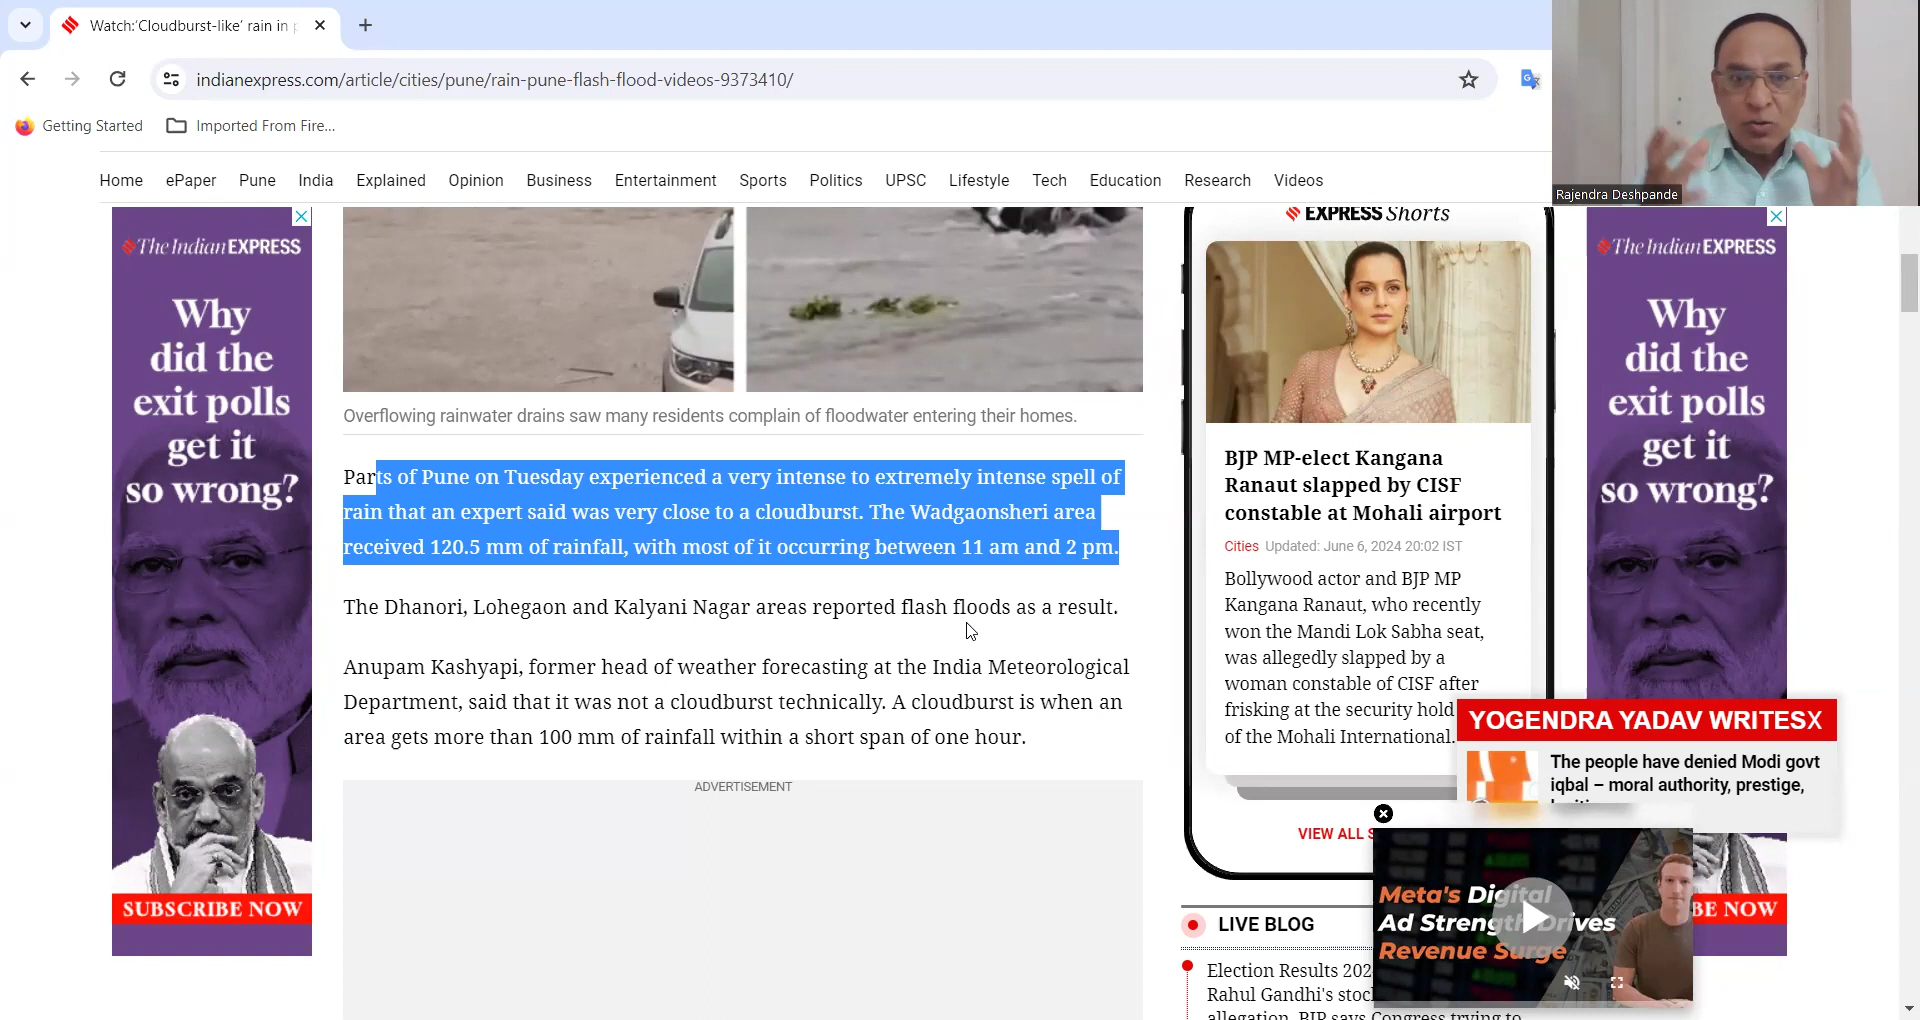 Watch:‘Cloudburst-like’ rain in
indianexpress.com/article/cities/pune/rain-pune-flash-flood-videos-9373410/
Getting Started
Imported From Fire...
Rajendra Deshpande
Home ePaper Pune India Explained Opinion Business Entertainment Sports Politics UPSC Lifestyle Tech Education Research Videos
The Indian EXPRESS
Why
did the
exit polls
get it
so wrong?
SUBSCRIBE NOW
Overflowing rainwater drains saw many residents complain of floodwater entering their homes.
Parts of Pune on Tuesday experienced a very intense to extremely intense spell of
rain that an expert said was very close to a cloudburst. The Wadgaonsheri area
received 120.5 mm of rainfall, with most of it occurring between 11 am and 2 pm.
The Dhanori, Lohegaon and Kalyani Nagar areas reported flash floods as a result.
Anupam Kashyapi, former head of weather forecasting at the India Meteorological
Department, said that it was not a cloudburst technically. A cloudburst is when an
area gets more than 100 mm of rainfall within a short span of one hour.
ADVERTISEMENT
EXPRESS Shorts
BJP MP-elect Kangana
Ranaut slapped by CISF
constable at Mohali airport
Cities Updated: June 6, 2024 20:02 IST
Bollywood actor and BJP MP
Kangana Ranaut, who recently
won the Mandi Lok Sabha seat,
was allegedly slapped by a
woman constable of CISF after
frisking at the security hold
of the Mohali International.
VIEW ALL
LIVE BLOG
Election Results 202
Rahul Gandhi's stoc
allegation, BJP says Congress trying to
The Indian EXPRESS
Why
did the
exit polls
get it
so wrong?
BE NOW
YOGENDRA YADAV WRITES X
The people have denied Modi govt
iqbal – moral authority, prestige,
Meta's Digital
Ad Strength Drives
Revenue Surge